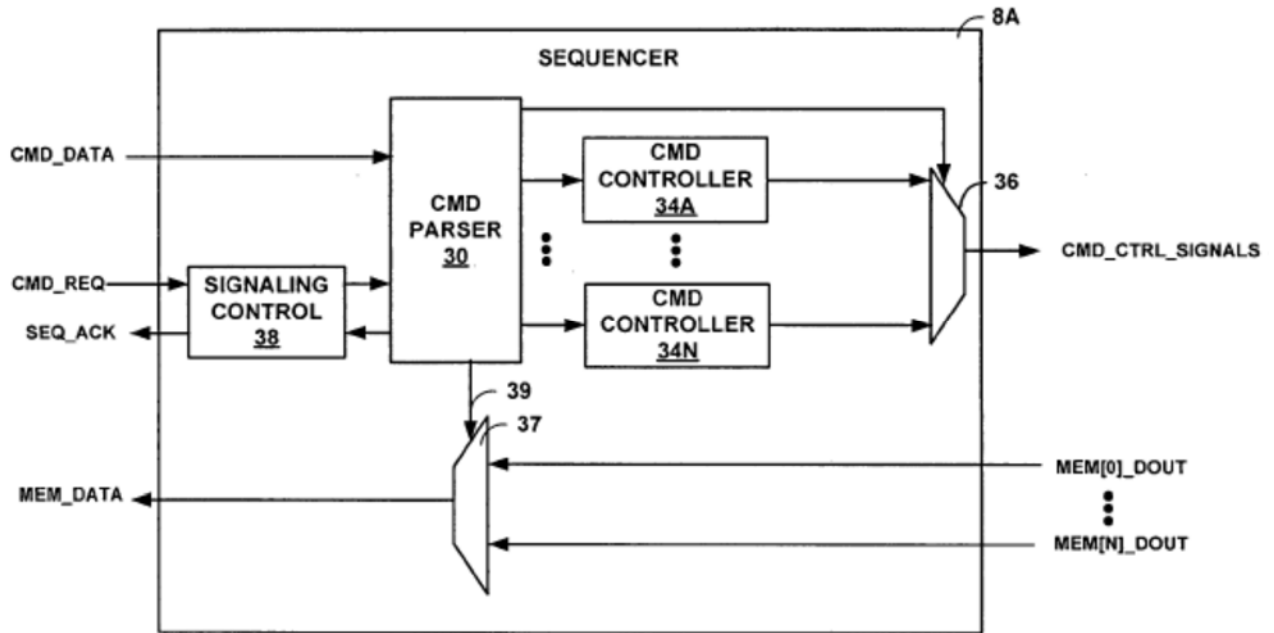 8A
SEQUENCER
CMD_DATA
CMD
PARSER
30
CMD
CONTROLLER
34A
36
CMD_CTRL_SIGNALS
CMD_REQ
SEQ_ACK
SIGNALING
CONTROL
38
CMD
CONTROLLER
34N
39
37
MEM_DATA
MEM[0]_DOUT
MEM[N]_DOUT